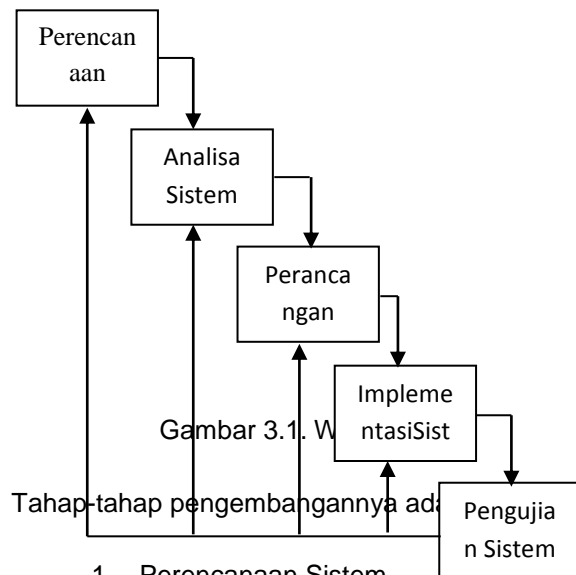 Perencan
aan
Analisa
Sistem
Peranca
ngan
Impleme
ntasiSist
Gambar 3.1. W
Tahap-tahap pengembangannya ada
Pengujia
n Sistem
1. Perencanaan Sistem